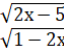 √2x − 5
√1 − 2x